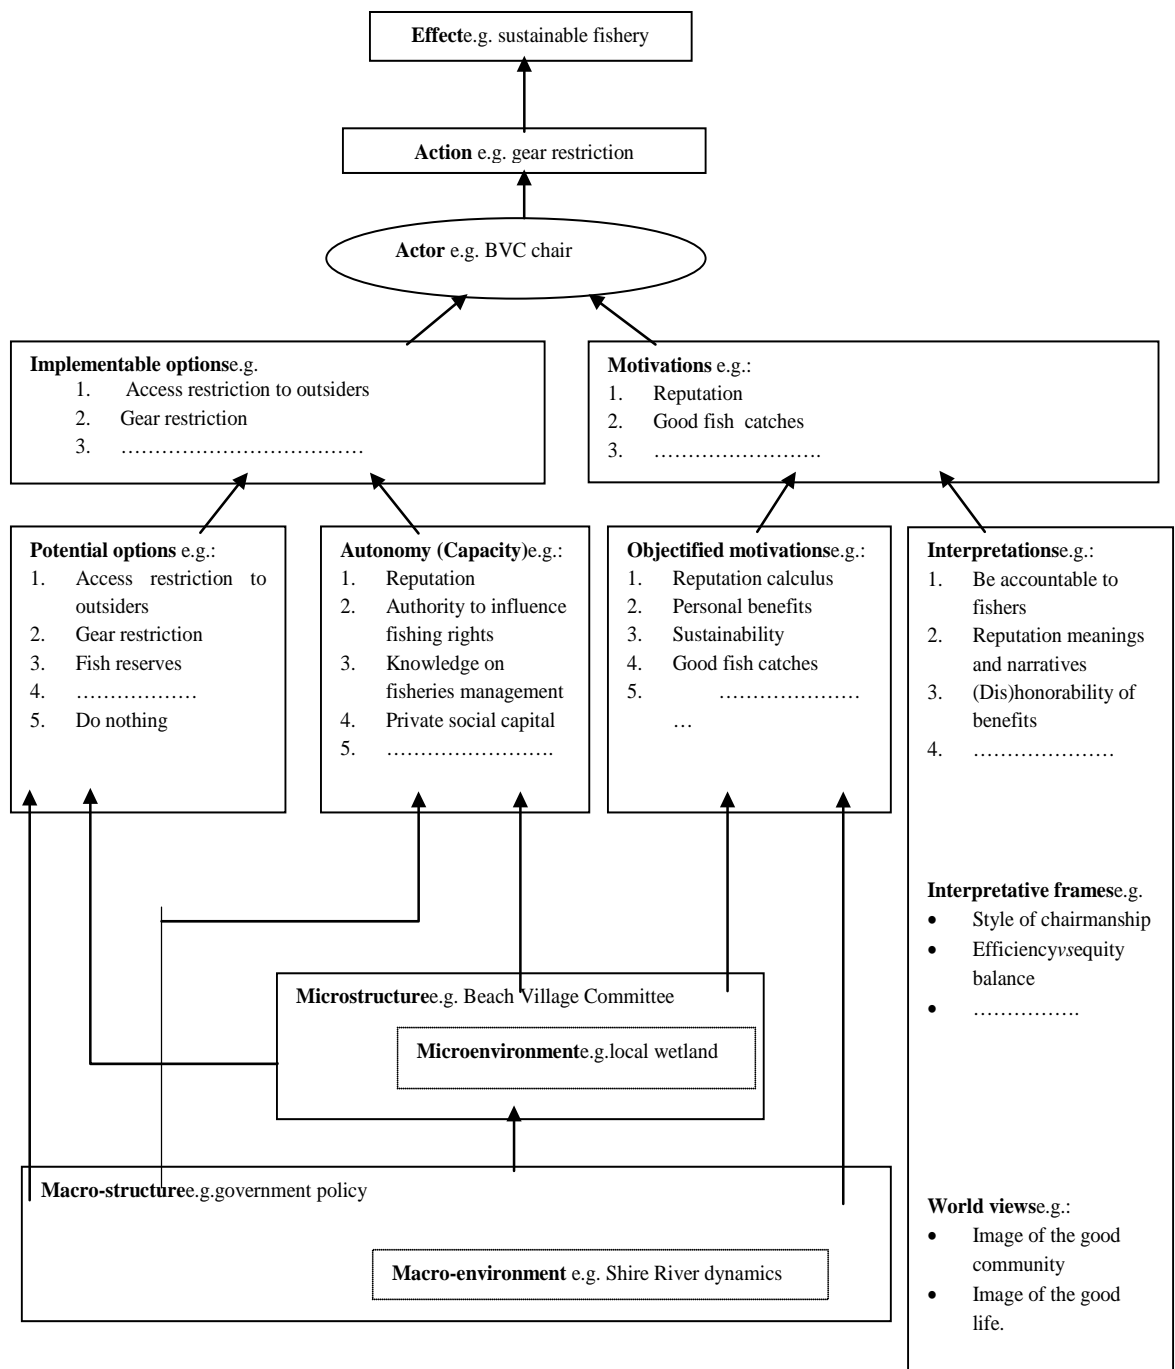 Effecte.g. sustainable fishery
Action e.g. gear restriction
Actor e.g. BVC chair
Implementable optionse.g.
1. Access restriction to outsiders
2. Gear restriction
3. ………………………………
Motivations e.g.:
1. Reputation
2. Good fish catches
3. …………………….
Potential options e.g.:
1. Access restriction to
outsiders
2. Gear restriction
3. Fish reserves
4. ………………
5. Do nothing
Autonomy (Capacity)e.g.:
1. Reputation
2. Authority to influence
fishing rights
3. Knowledge on
fisheries management
4. Private social capital
5. …………………….
Objectified motivationse.g.:
1. Reputation calculus
2. Personal benefits
3. Sustainability
4. Good fish catches
5. …………………
…
Interpretationse.g.:
1. Be accountable to
fishers
2. Reputation meanings
and narratives
3. (Dis)honorability of
benefits
4. …………………
Interpretative framese.g.
• Style of chairmanship
• Efficiencyvsequity
balance
• …………….
World viewse.g.:
• Image of the good
community
• Image of the good
life.
Microstructuree.g. Beach Village Committee
Microenvironmente.g.local wetland
Macro-structuree.g.government policy
Macro-environment e.g. Shire River dynamics